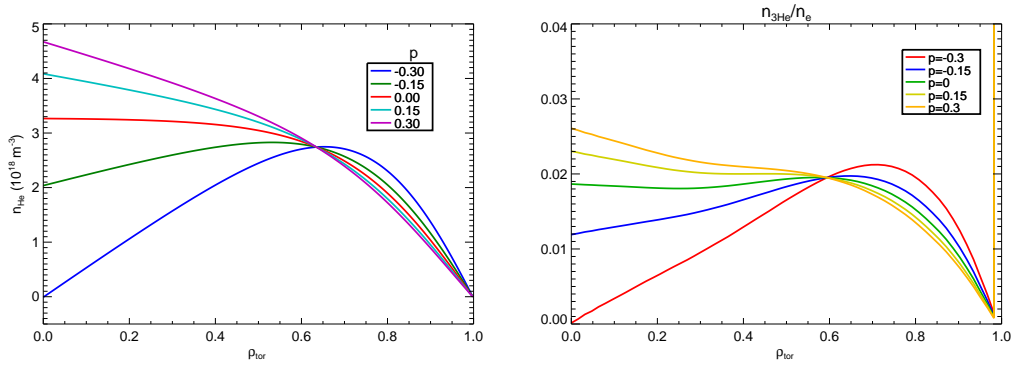 5
4
3
2
1
0
n_He (10^18 m^-3)
0.0 0.2 0.4 0.6 0.8 1.0
ρ_tor
p
-0.30
-0.15
0.00
0.15
0.30
n_3He/n_e
0.04
0.03
0.02
0.01
0.00
0.0 0.2 0.4 0.6 0.8 1.0
ρ_tor
p=-0.3
p=-0.15
p=0
p=0.15
p=0.3